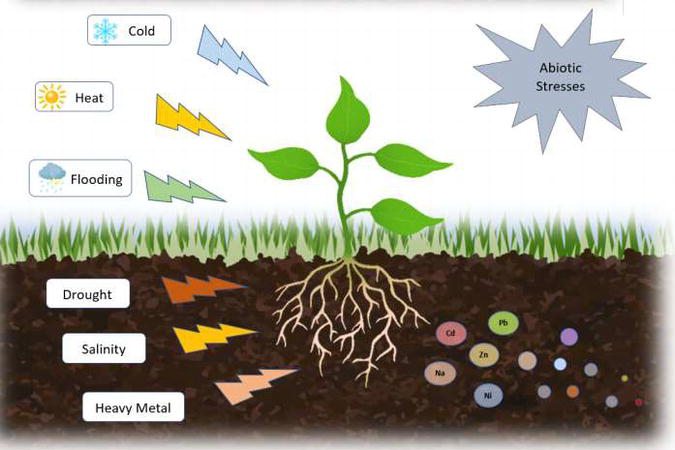 Cold
Abiotic
Stresses
Heat
Flooding
Drought
Salinity
Heavy Metal
Cd
Pb
Zn
Na
Ni